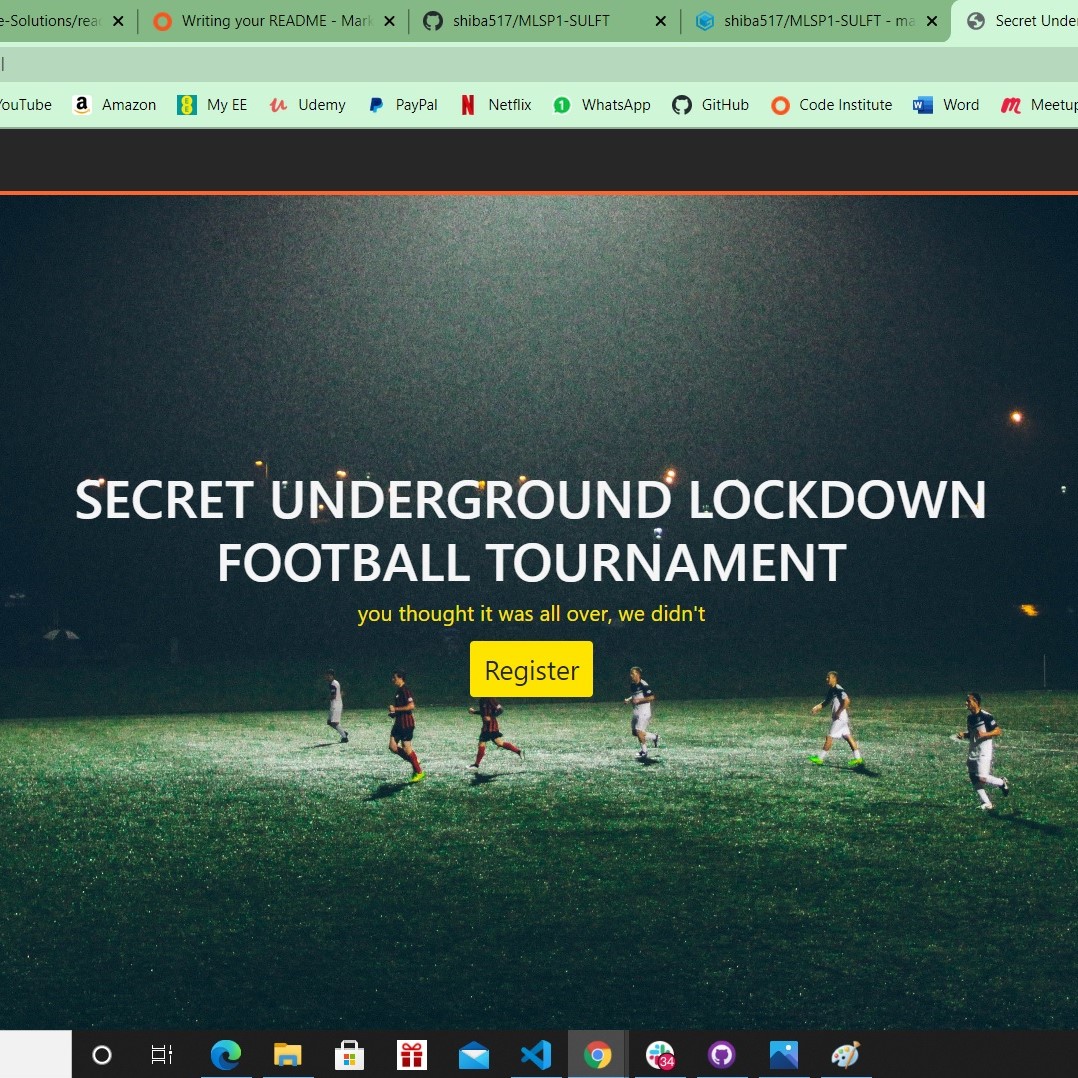 e-Solutions/rea
Writing your README - Mark
shiba517/MLSP1-SULFT
shiba517/MLSP1-SULFT - ma
Secret Under
YouTube
Amazon
My EE
Udemy
PayPal
Netflix
1
WhatsApp
GitHub
Code Institute
Word
Meetup
SECRET UNDERGROUND LOCKDOWN
FOOTBALL TOURNAMENT
you thought it was all over, we didn't
Register
34